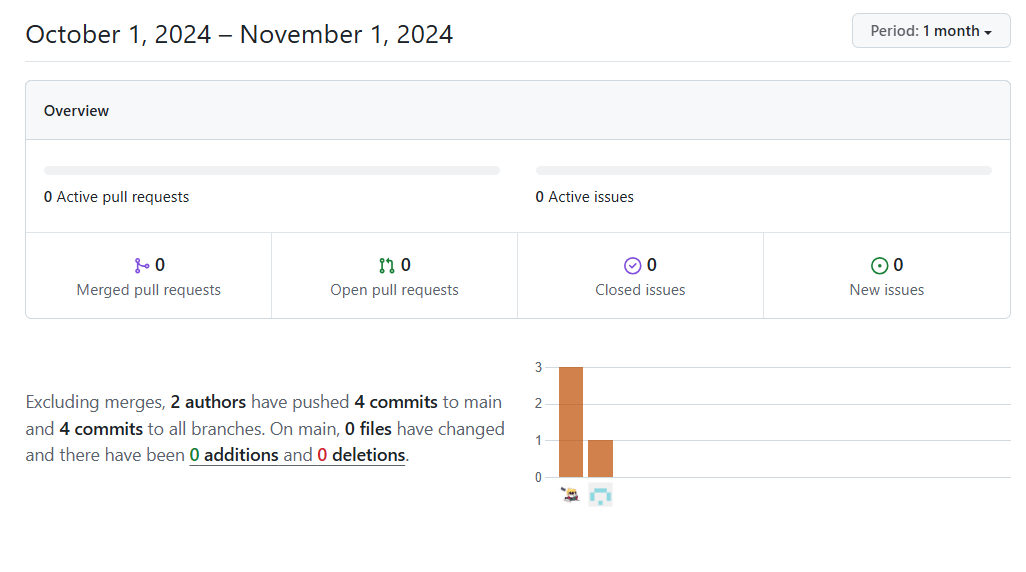 October 1, 2024 – November 1, 2024
Period: 1 month
Overview
0 Active pull requests
0 Active issues
0
Merged pull requests
0
Open pull requests
0
Closed issues
0
New issues
Excluding merges, 2 authors have pushed 4 commits to main
and 4 commits to all branches. On main, 0 files have changed
and there have been 0 additions and 0 deletions.
3
2
1
0